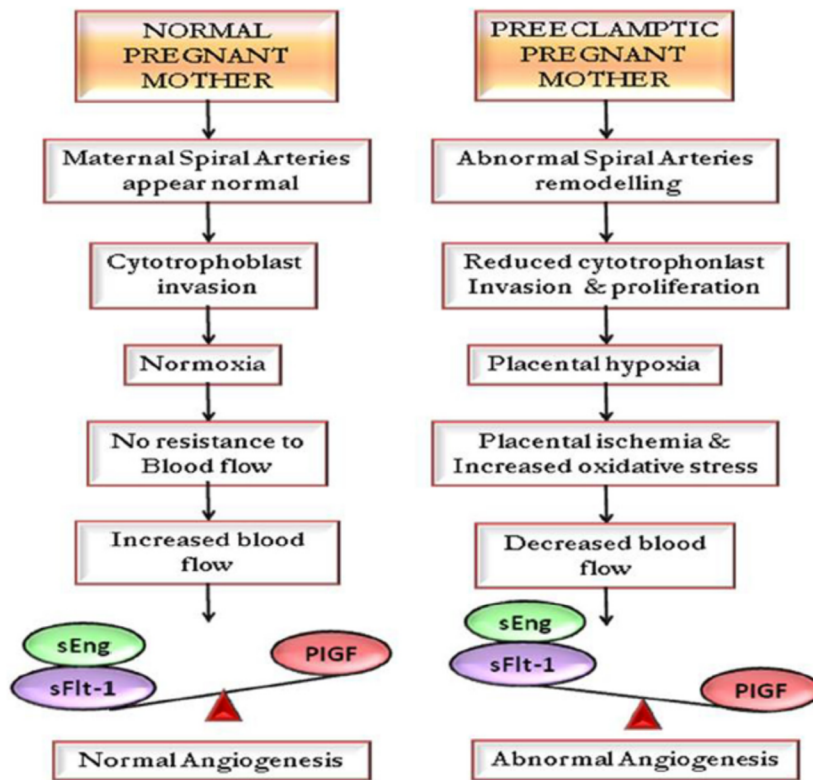 NORMAL
PREGNANT
MOTHER
Maternal Spiral Arteries
appear normal
Cytotrophoblast
invasion
Normoxia
No resistance to
Blood flow
Increased blood
flow
sEng
sFlt-1
PIGF
Normal Angiogenesis
PREECLAMPTIC
PREGNANT
MOTHER
Abnormal Spiral Arteries
remodelling
Reduced cytotrophonlast
Invasion & proliferation
Placental hypoxia
Placental ischemia &
Increased oxidative stress
Decreased blood
flow
sEng
sFlt-1
PIGF
Abnormal Angiogenesis